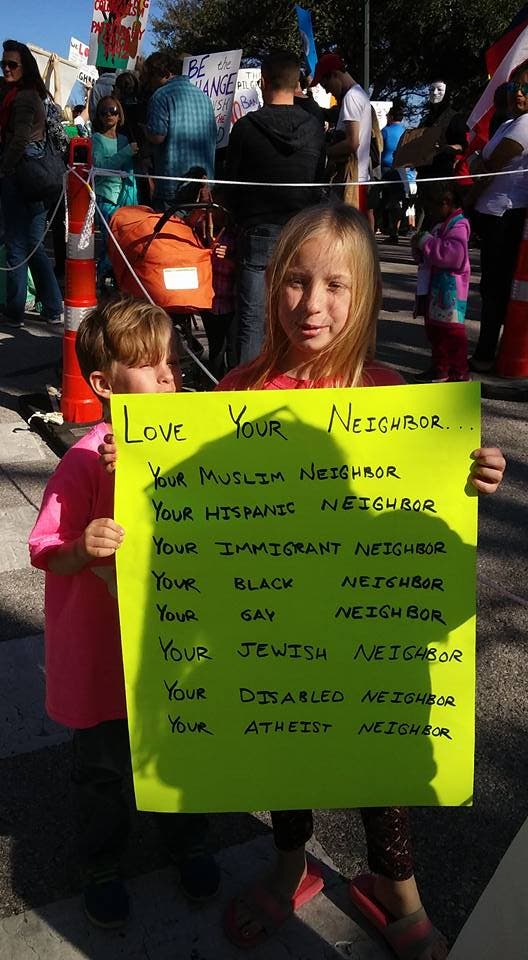 BE the
LOVE YOUR NEIGHBOR...
YOUR MUSLIM NEIGHBOR
YOUR HISPANIC NEIGHBOR
YOUR IMMIGRANT NEIGHBOR
YOUR BLACK NEIGHBOR
YOUR GAY NEIGHBOR
YOUR JEWISH NEIGHBOR
YOUR DISABLED NEIGHBOR
YOUR ATHEIST NEIGHBOR